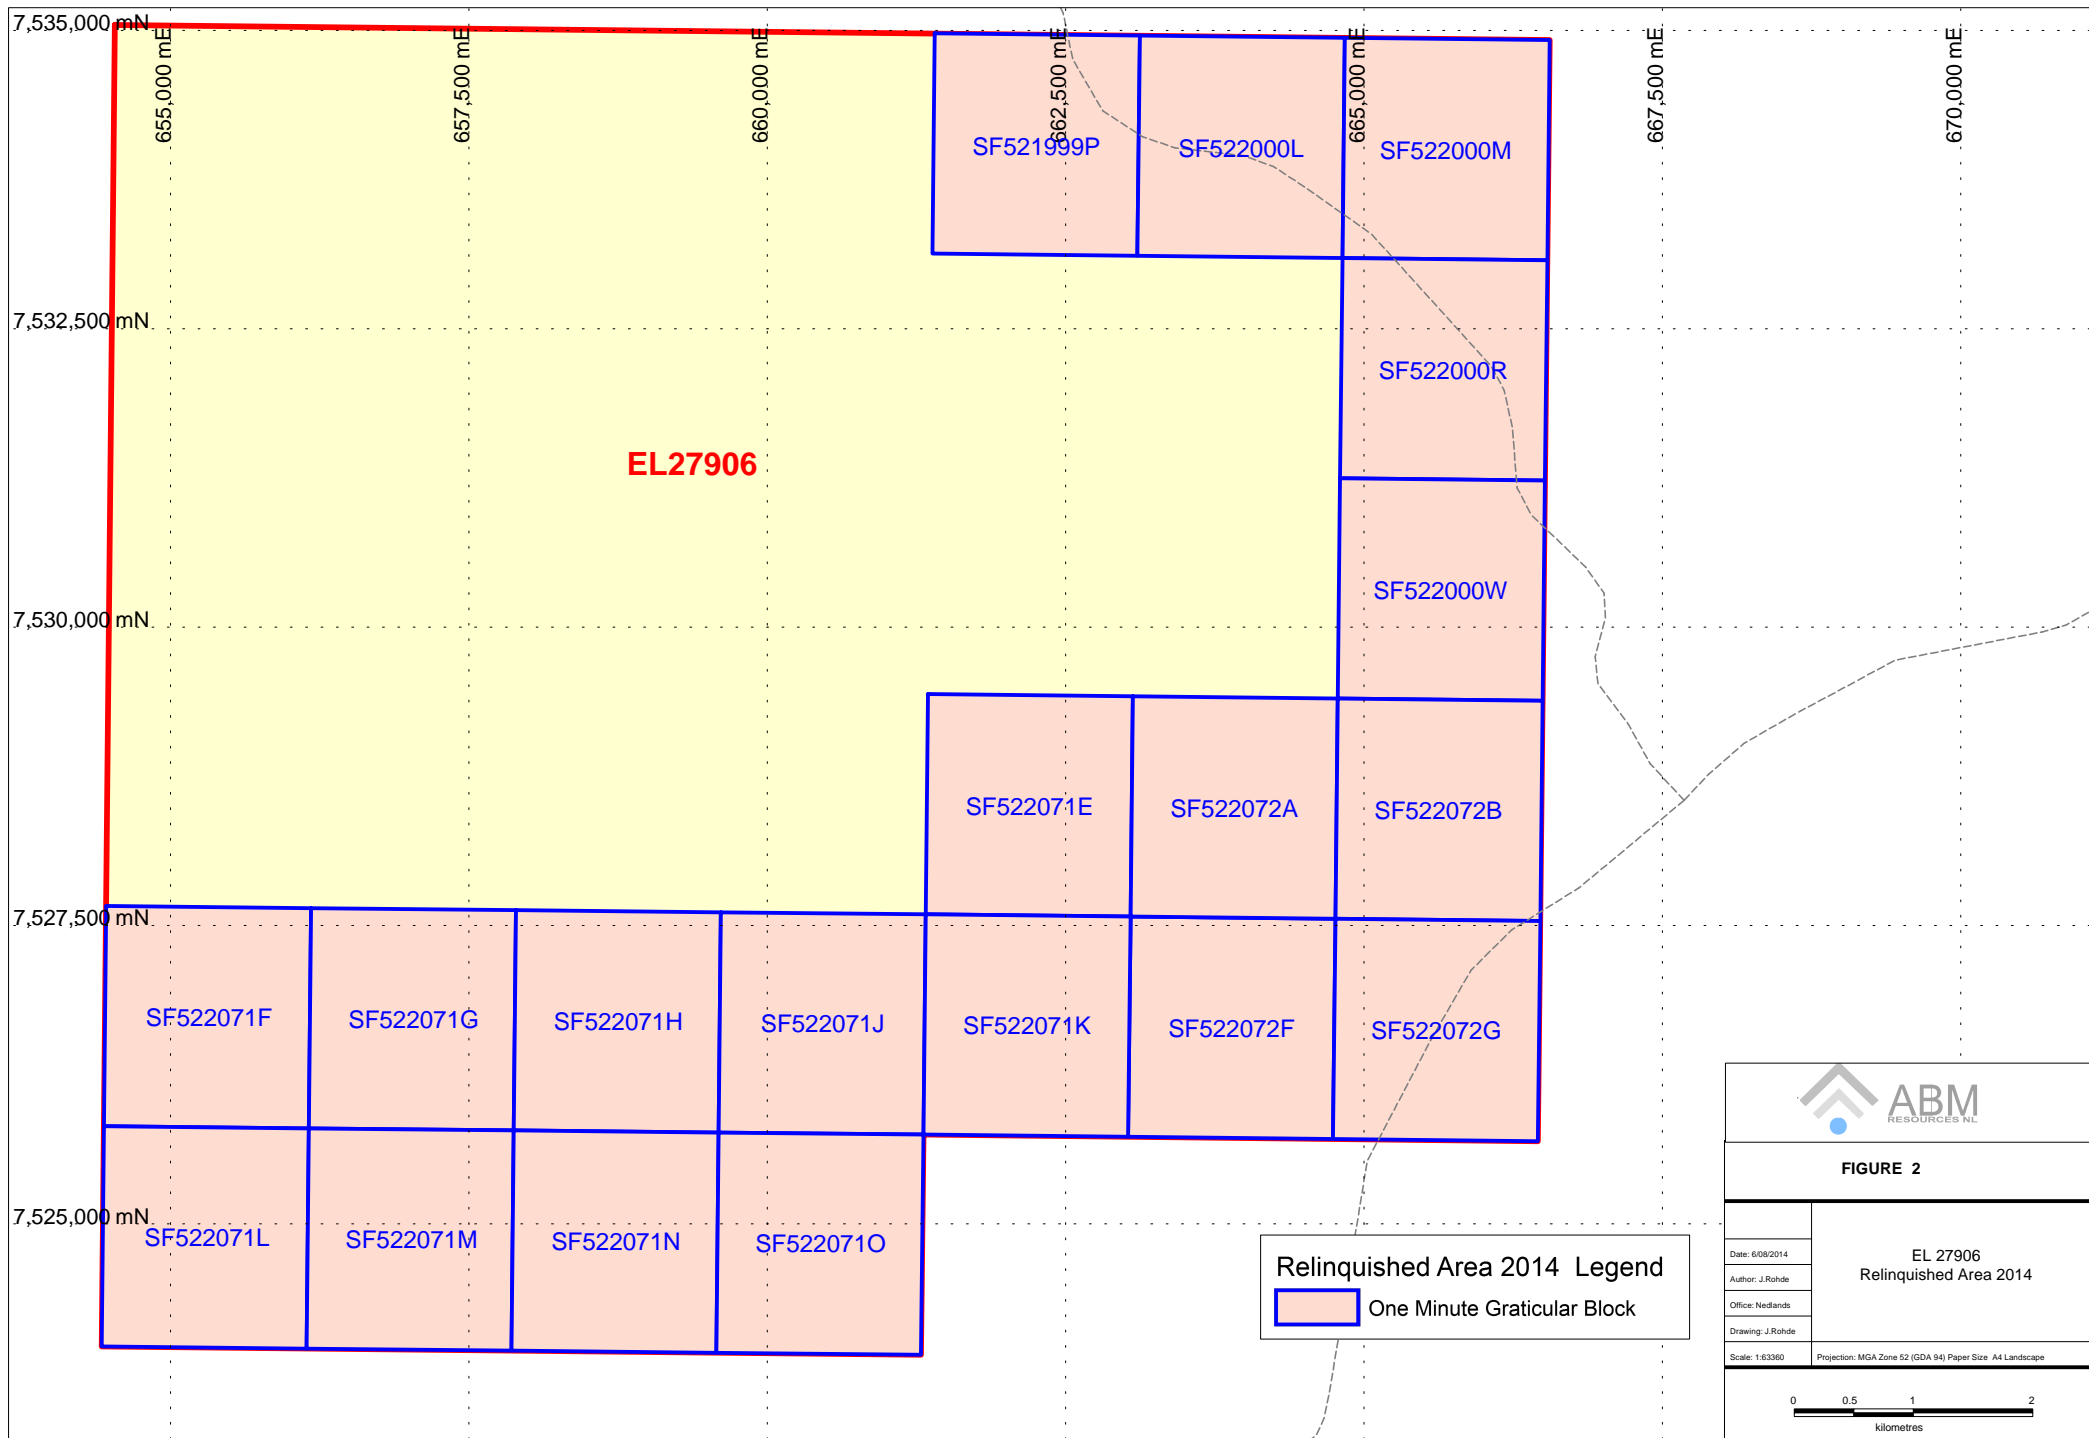 7,535,000 mN
655,000 mE
657,500 mE
660,000 mE
662,500 mE
665,000 mE
667,500 mE
670,000 mE
SF521999P
SF522000L
SF522000M
7,532,500 mN
SF522000R
EL27906
SF522000W
7,530,000 mN
SF522071E
SF522072A
SF522072B
7,527,500 mN
SF522071F
SF522071G
SF522071H
SF522071J
SF522071K
SF522072F
SF522072G
7,525,000 mN
SF522071L
SF522071M
SF522071N
SF522071O
Relinquished Area 2014 Legend
One Minute Graticular Block
ABM
RESOURCES NL
FIGURE 2
Date: 6/08/2014
Author: J.Rohde
Office: Nedlands
Drawing: J.Rohde
Scale: 1:63360
EL 27906
Relinquished Area 2014
Projection: MGA Zone 52 (GDA 94) Paper Size A4 Landscape
0 0.5 1 2
kilometres